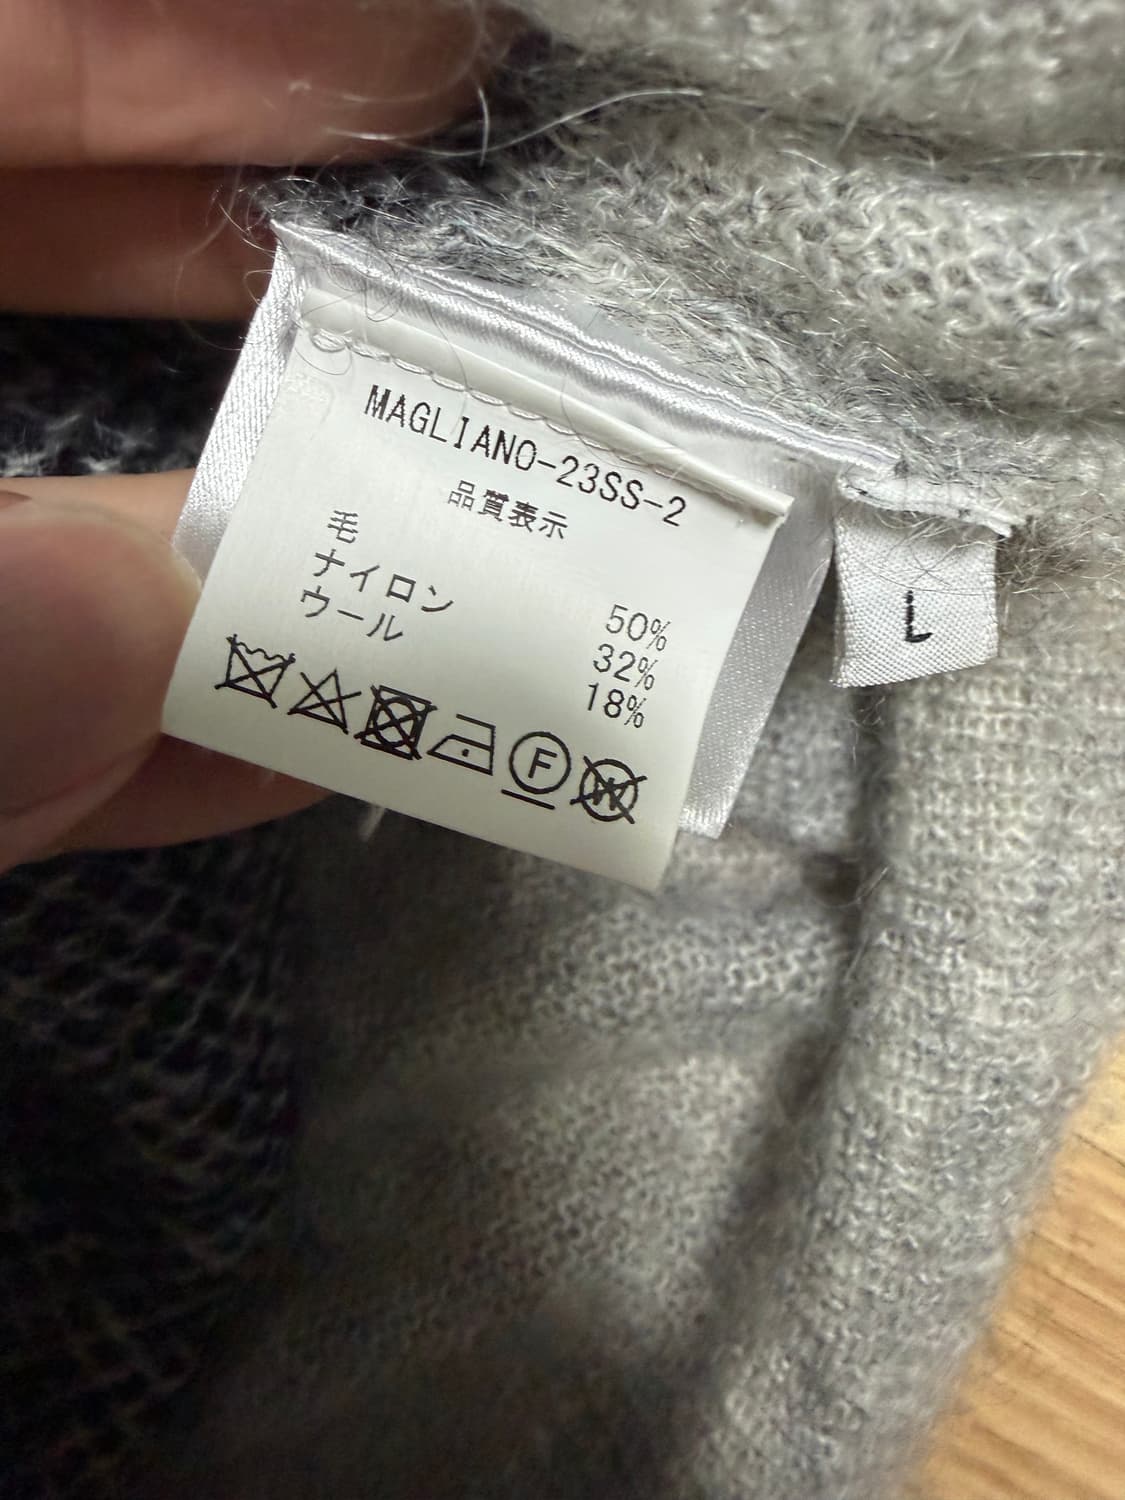 MAGLIANO-23SS-2
品質表示
毛 50%
ナイロン 32%
ウール 18%
F
W
L